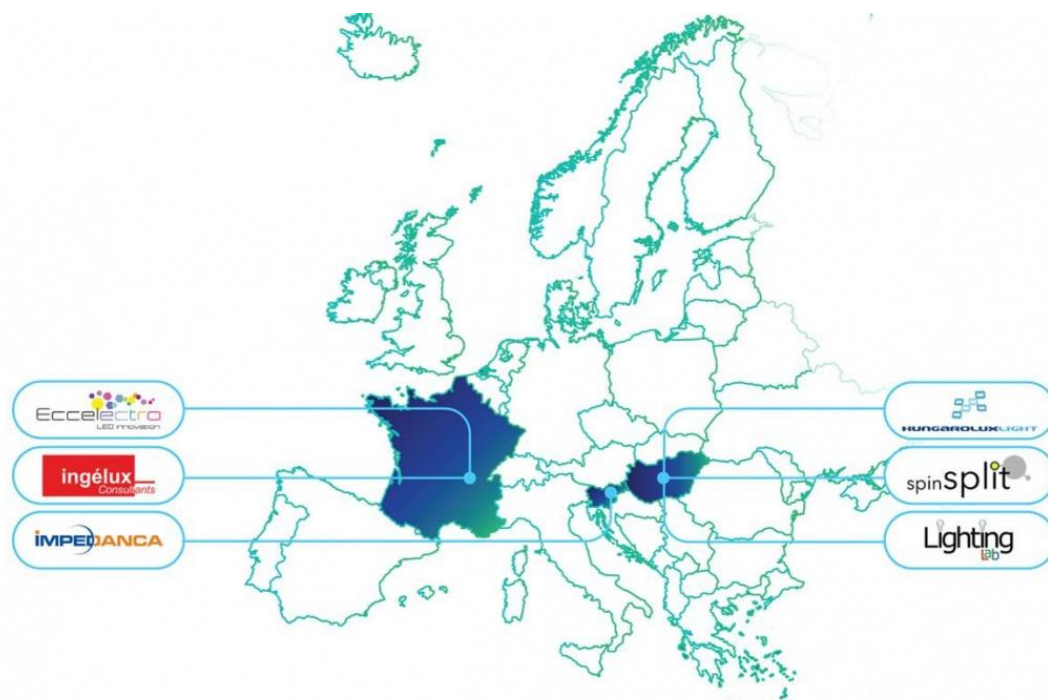 Eccelectro
LED innovation
ingélux
Consultants
IMPEDANCA
HUNGAROLUXLIGHT
spinsplit
Lighting
Lab